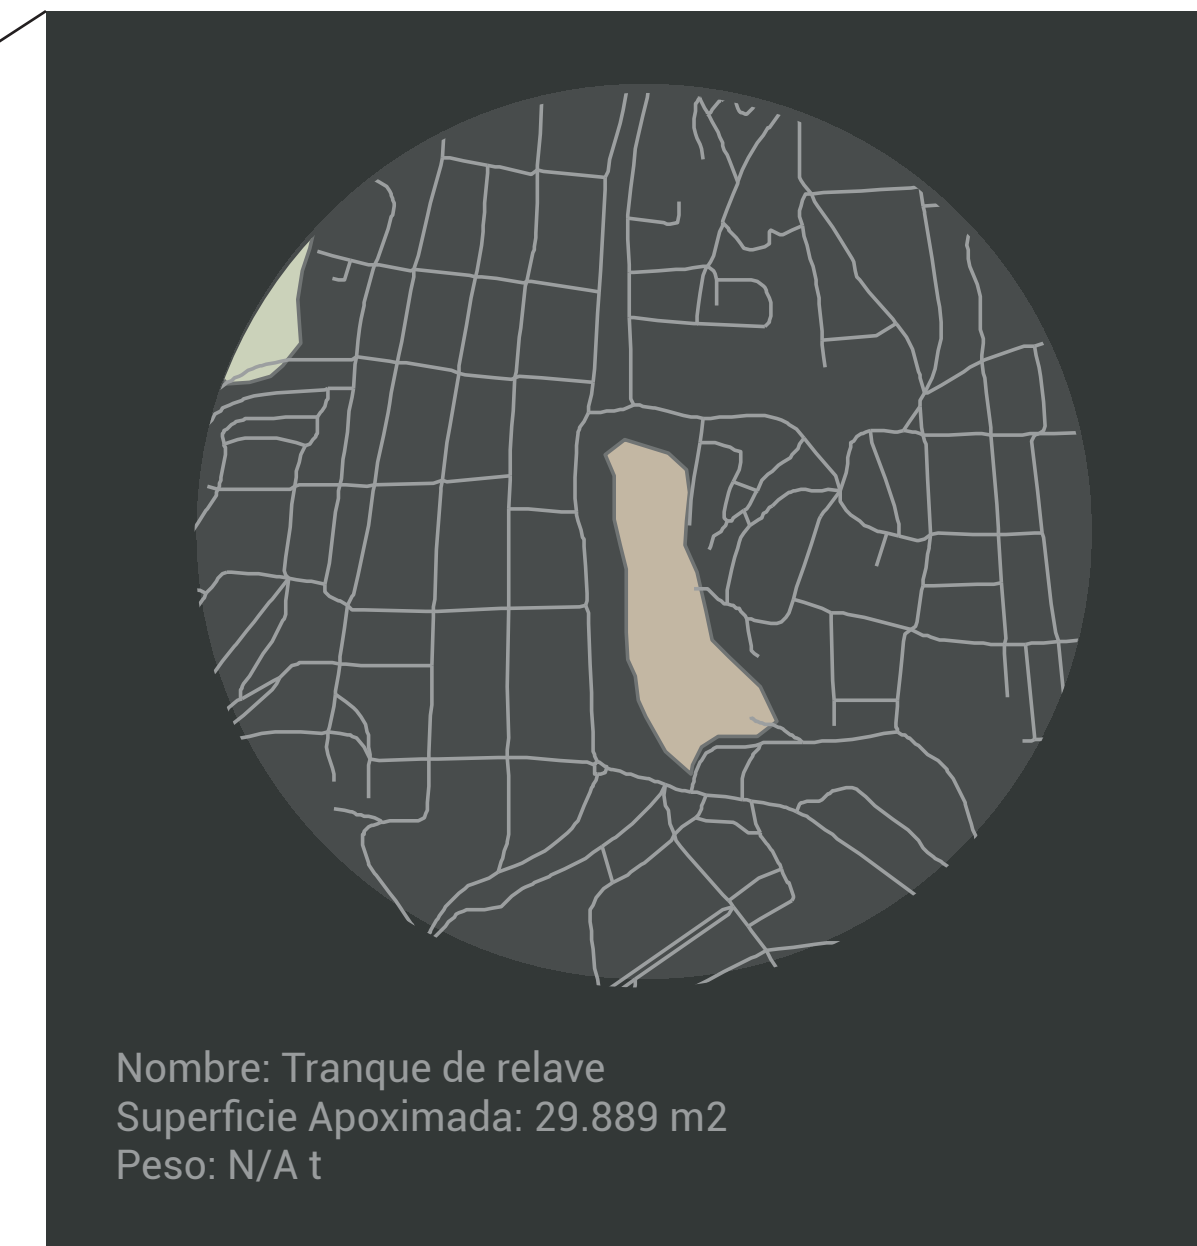 Nombre: Tranque de relave
Superficie Apoximada: 29.889 m2
Peso: N/A t